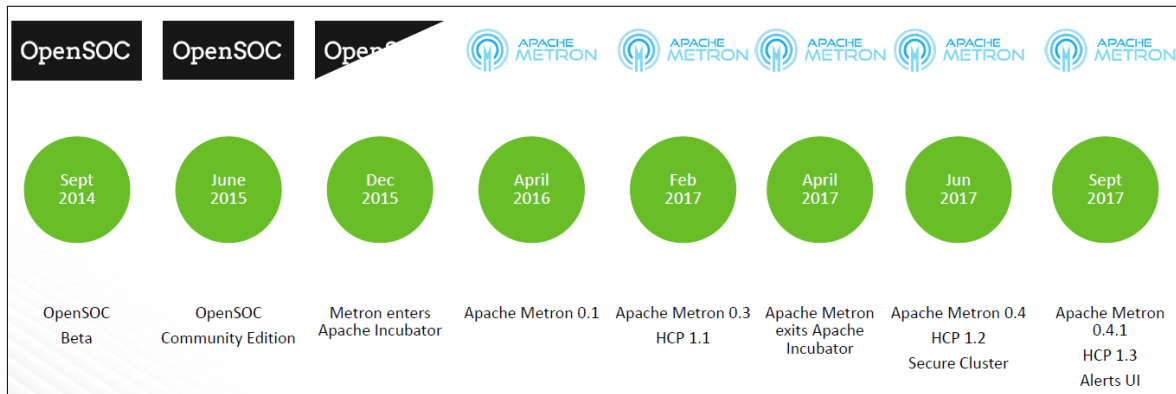 OpenSOC
OpenSOC
OpenSOC
APACHE
METRON
APACHE
METRON
APACHE
METRON
APACHE
METRON
APACHE
METRON
Sept
2014
June
2015
Dec
2015
April
2016
Feb
2017
April
2017
Jun
2017
Sept
2017
OpenSOC
Beta
OpenSOC
Community Edition
Metron enters
Apache Incubator
Apache Metron 0.1
Apache Metron 0.3
HCP 1.1
Apache Metron
exits Apache
Incubator
Apache Metron 0.4
HCP 1.2
Secure Cluster
Apache Metron
0.4.1
HCP 1.3
Alerts UI